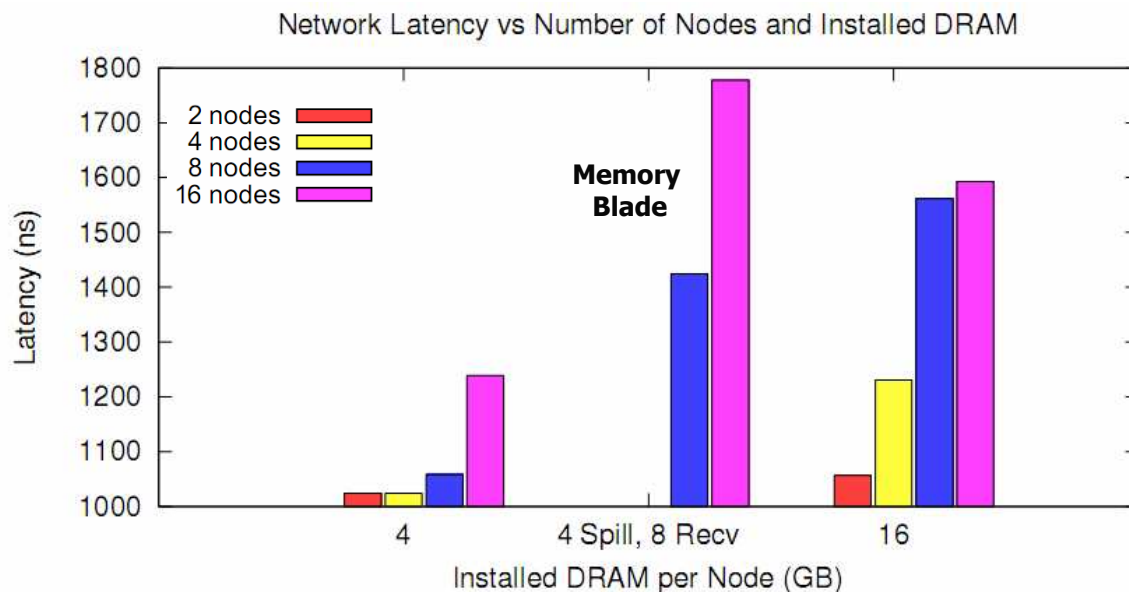 Network Latency vs Number of Nodes and Installed DRAM
1800
1700
1600
1500
1400
1300
1200
1100
1000
Latency (ns)
2 nodes
4 nodes
8 nodes
16 nodes
Memory
Blade
4
4 Spill, 8 Recv
16
Installed DRAM per Node (GB)